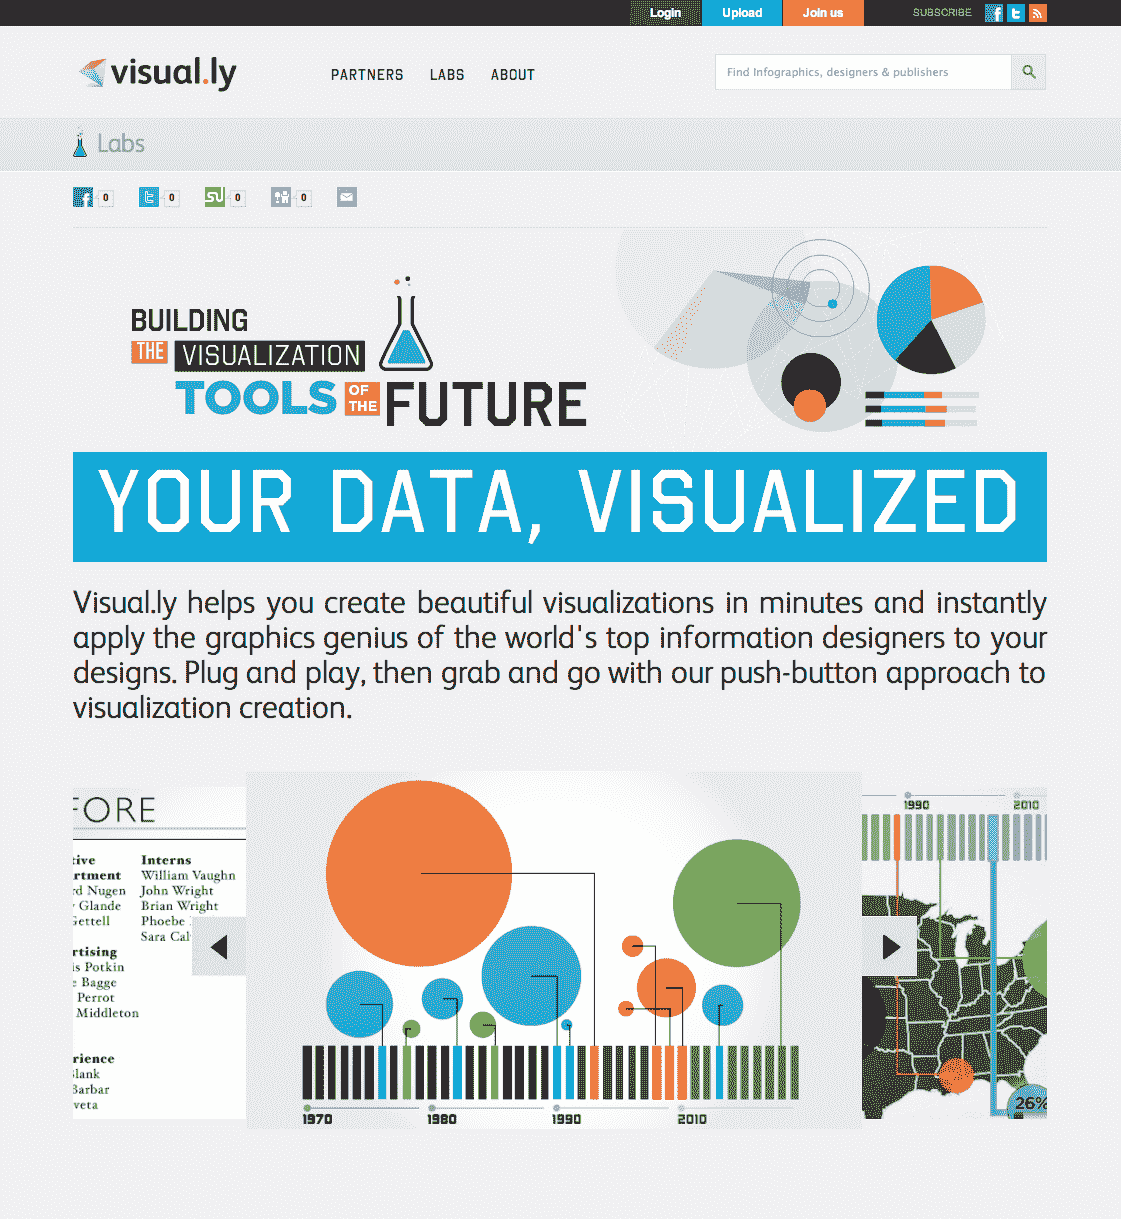 Login Upload Join us SUBSCRIBE
visual.ly PARTNERS LABS ABOUT Find Infographics, designers & publishers
Labs
0 0 0 0
BUILDING
THE VISUALIZATION
TOOLS OF THE FUTURE
YOUR DATA, VISUALIZED
Visual.ly helps you create beautiful visualizations in minutes and instantly
apply the graphics genius of the world's top information designers to your
designs. Plug and play, then grab and go with our push-button approach to
visualization creation.
FORE
tive
rtment
rd Nugen
Glande
Gettell
rtising
is Potkin
Bagge
Perrot
Middleton
rience
Blank
Barbar
veta
Interns
William Vaughn
John Wright
Brian Wright
Phoebe
Sara Cal
1970 1980 1990 2010
1990 2010
26%